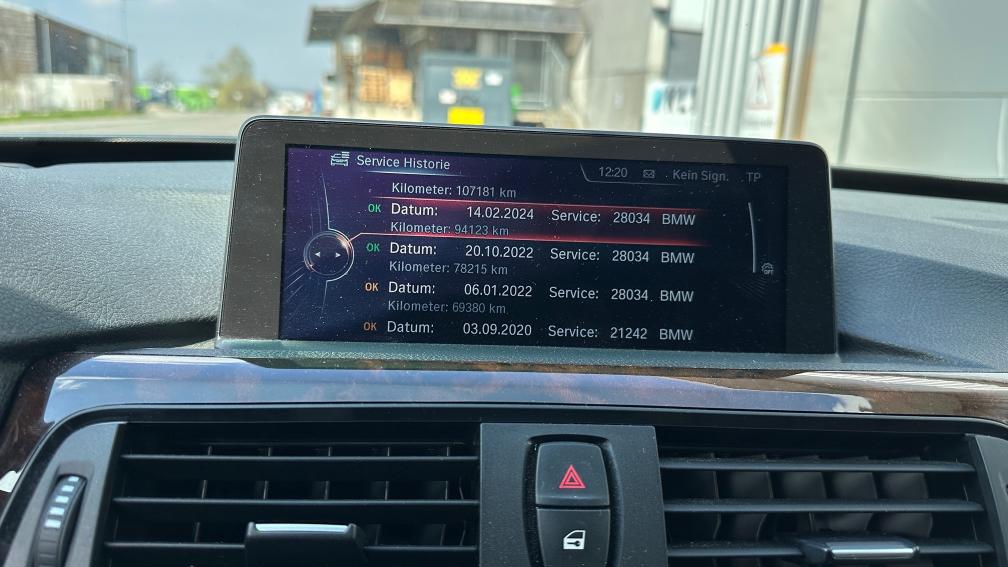 Service Historie
12:20 Kein Sign. TP
Kilometer: 107181 km
OK Datum: 14.02.2024 Service: 28034 BMW
Kilometer: 94123 km
OK Datum: 20.10.2022 Service: 28034 BMW
Kilometer: 78215 km
OK Datum: 06.01.2022 Service: 28034 BMW
Kilometer: 69380 km
OK Datum: 03.09.2020 Service: 21242 BMW
OFF